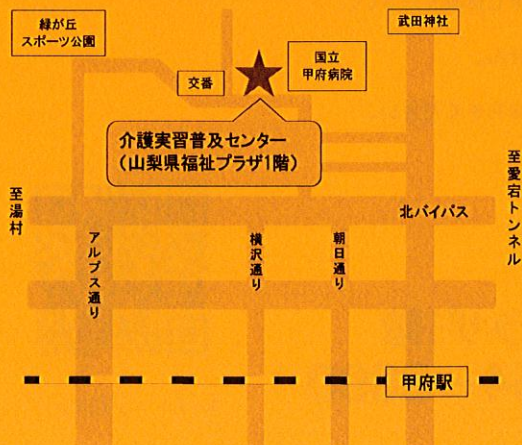 緑が丘
スポーツ公園
武田神社
国立
甲府病院
交番
介護実習普及センター
(山梨県福祉プラザ1階)
至湯村
至愛宕トンネル
北バイパス
アルプス通り
横沢通り
朝日通り
甲府駅